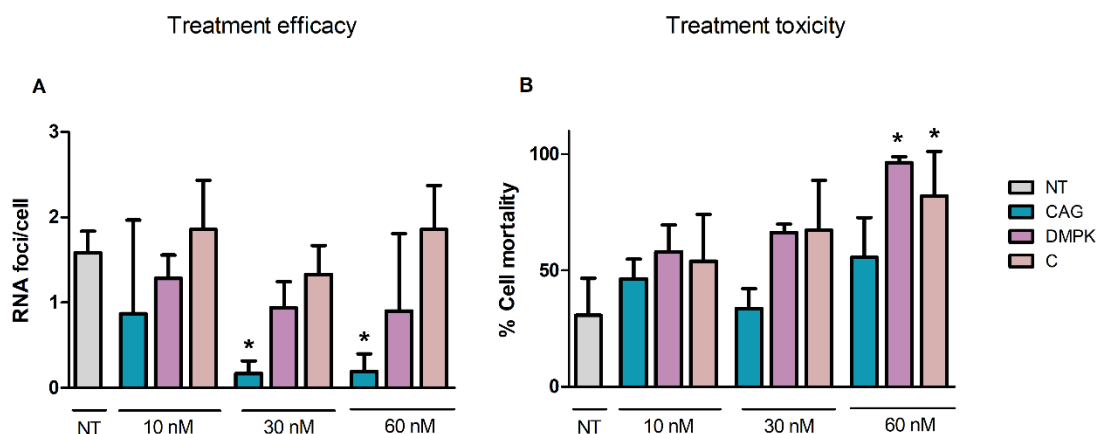 Treatment efficacy
Treatment toxicity
A
RNA foci/cell
3
2
1
0
*
*
NT
10 nM
30 nM
60 nM
B
% Cell mortality
100
50
0
*
*
NT
10 nM
30 nM
60 nM
NT
CAG
DMPK
C